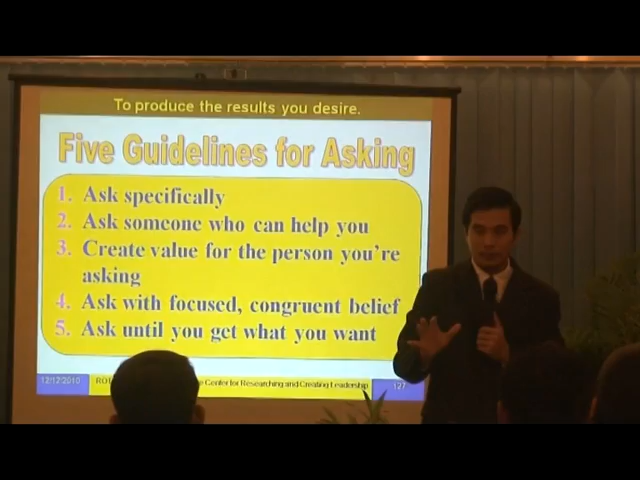 To produce the results you desire.
Five Guidelines for Asking
1. Ask specifically
2. Ask someone who can help you
3. Create value for the person you're
asking
4. Ask with focused, congruent belief
5. Ask until you get what you want
12/12/2010 Center for Researching and Creating Leadership 127